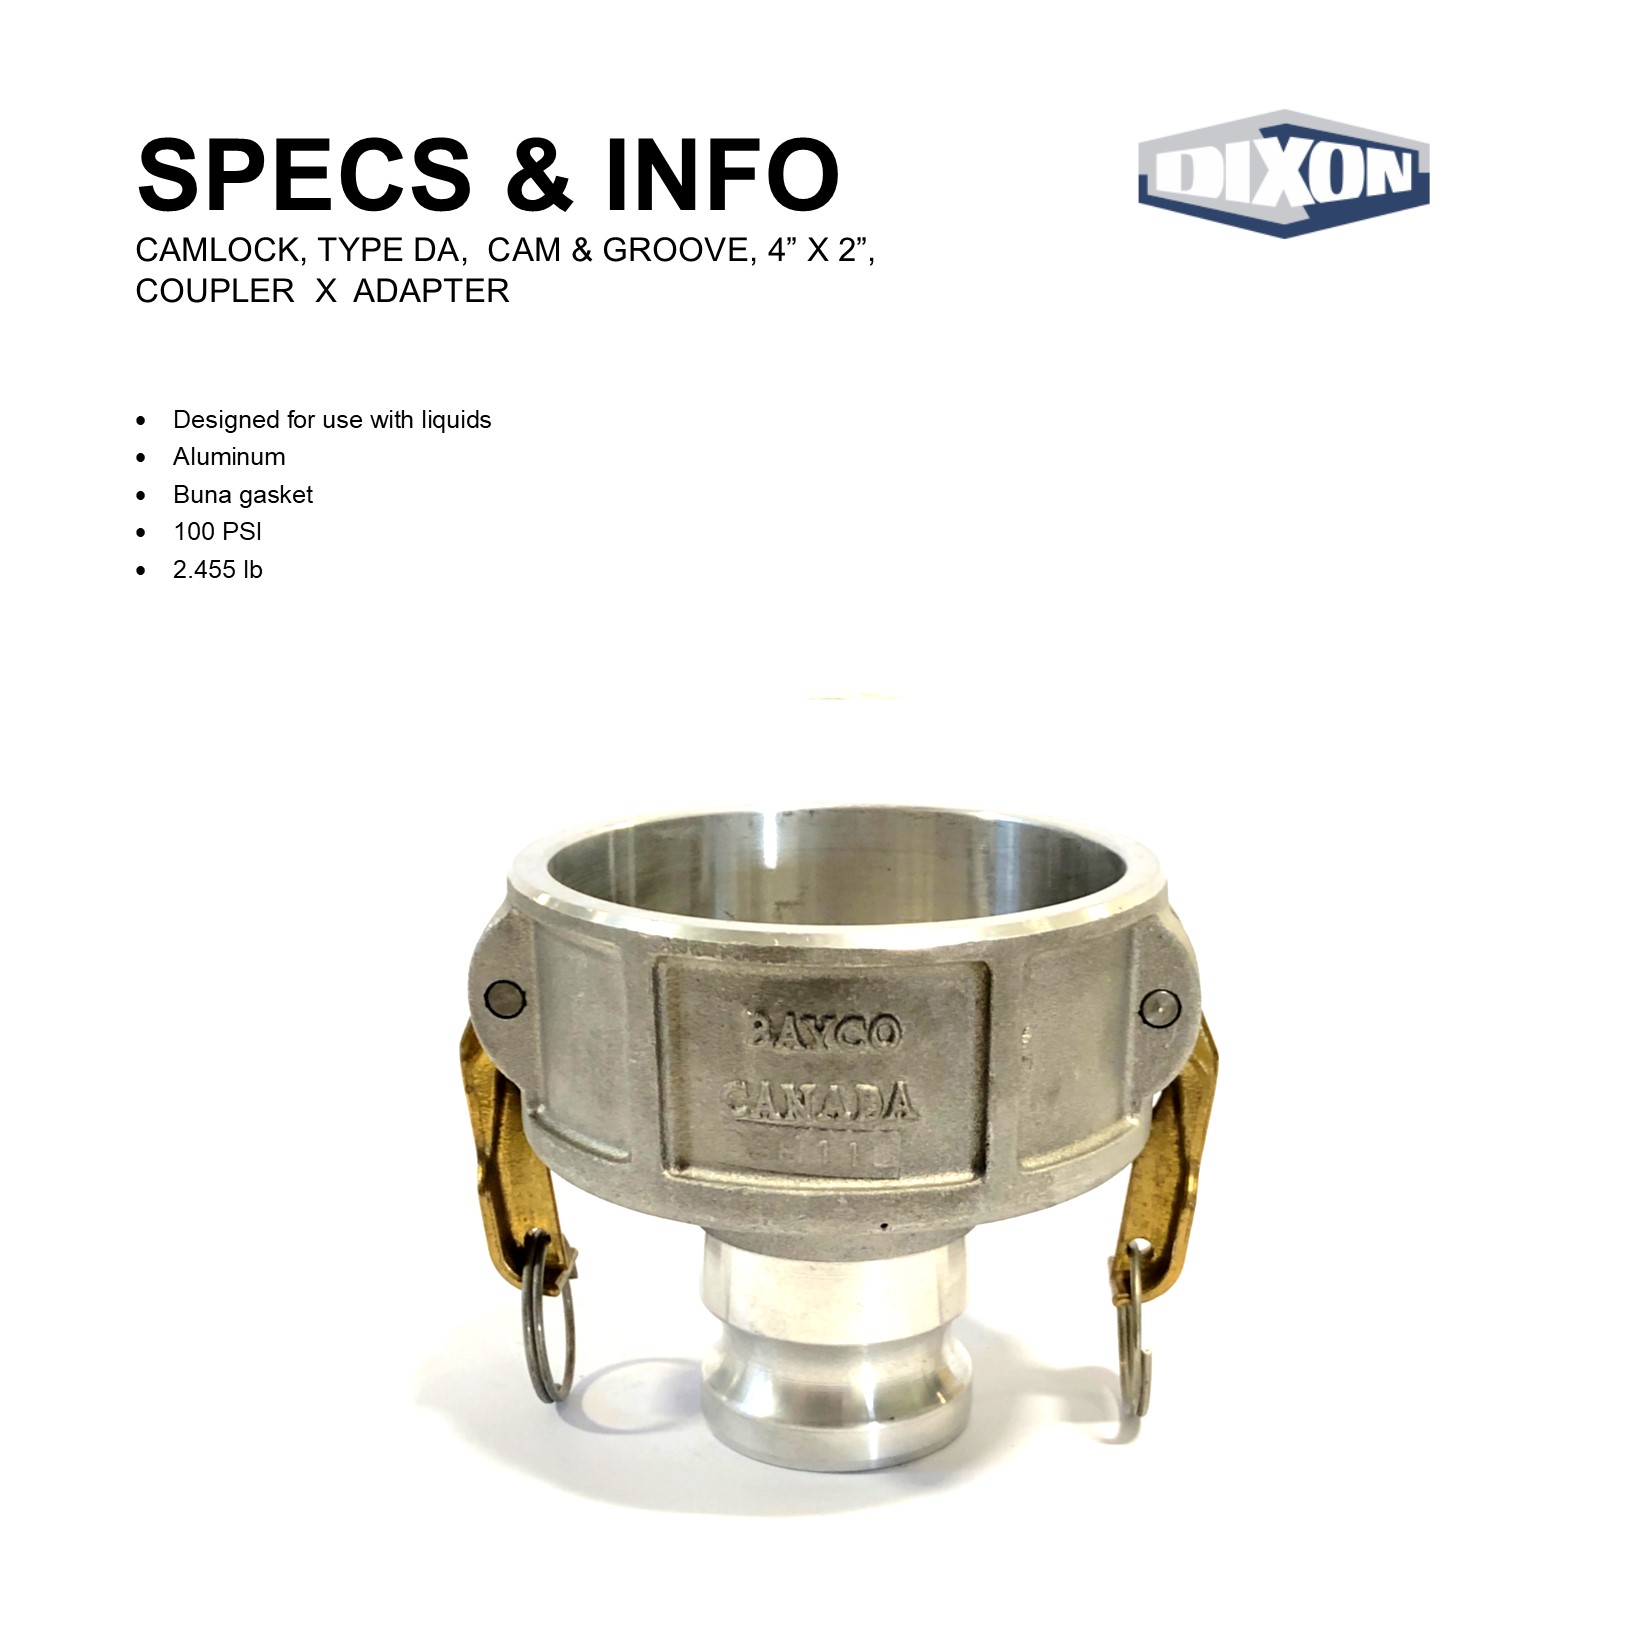 SPECS & INFO
DIXON
CAMLOCK, TYPE DA, CAM & GROOVE, 4” X 2”,
COUPLER X ADAPTER
• Designed for use with liquids
• Aluminum
• Buna gasket
• 100 PSI
• 2.455 lb
BAYCO
CANADA